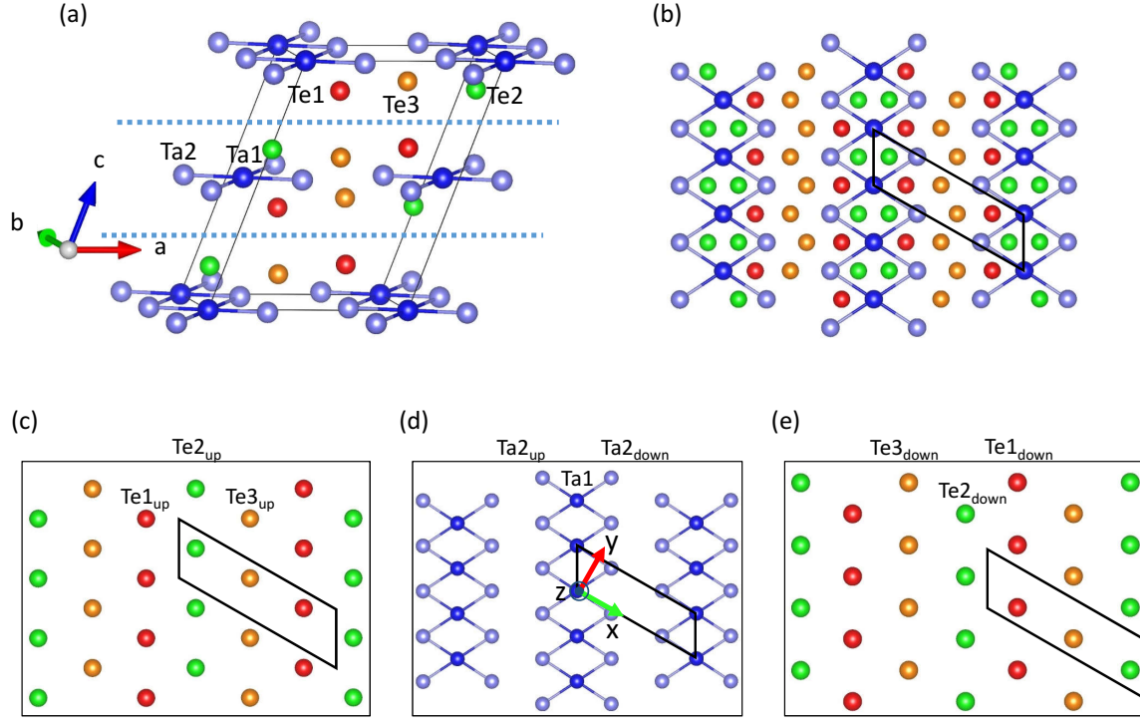 (a)
(b)
Te1
Te3
Te2
Ta2
Ta1
c
b
a
(c)
(d)
(e)
Te2up
Te1up
Te3up
Ta2up
Ta2down
Ta1
y
z
x
Te3down
Te1down
Te2down